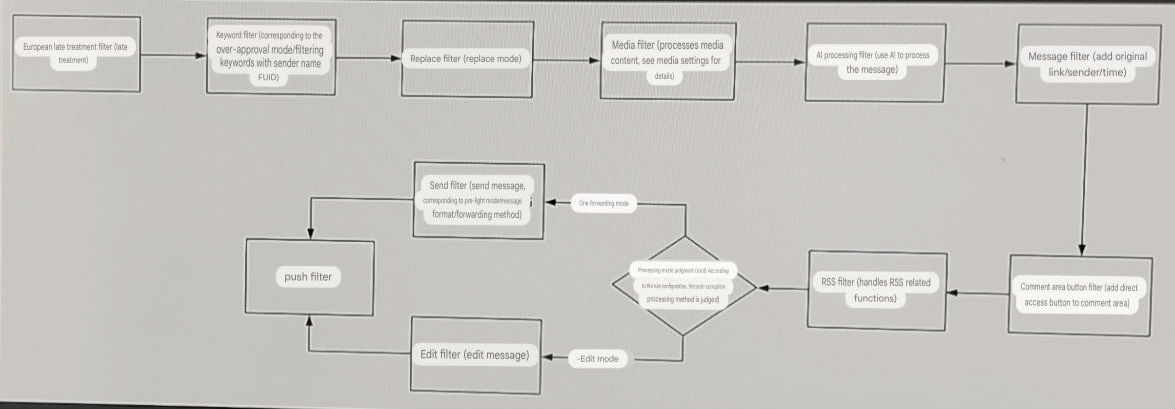 European late treatment filter (late
treatment)
Keyword filter (corresponding to the
over-approval mode/filtering
keywords with sender name
FUID)
Replace filter (replace mode)
Media filter (processes media
content, see media settings for
details)
AI processing filter (use AI to process
the message)
Message filter (add original
link/sender/time)
Send filter (send message,
corresponding to pre-light mode/message
format/forwarding method)
One forwarding mode
push filter
Processing mode judgment (root) According
to the rule configuration, the post-corruption
processing method is judged)
RSS filter (handles RSS related
functions)
Comment area button filter (add direct
access button to comment area)
Edit filter (edit message)
-Edit mode